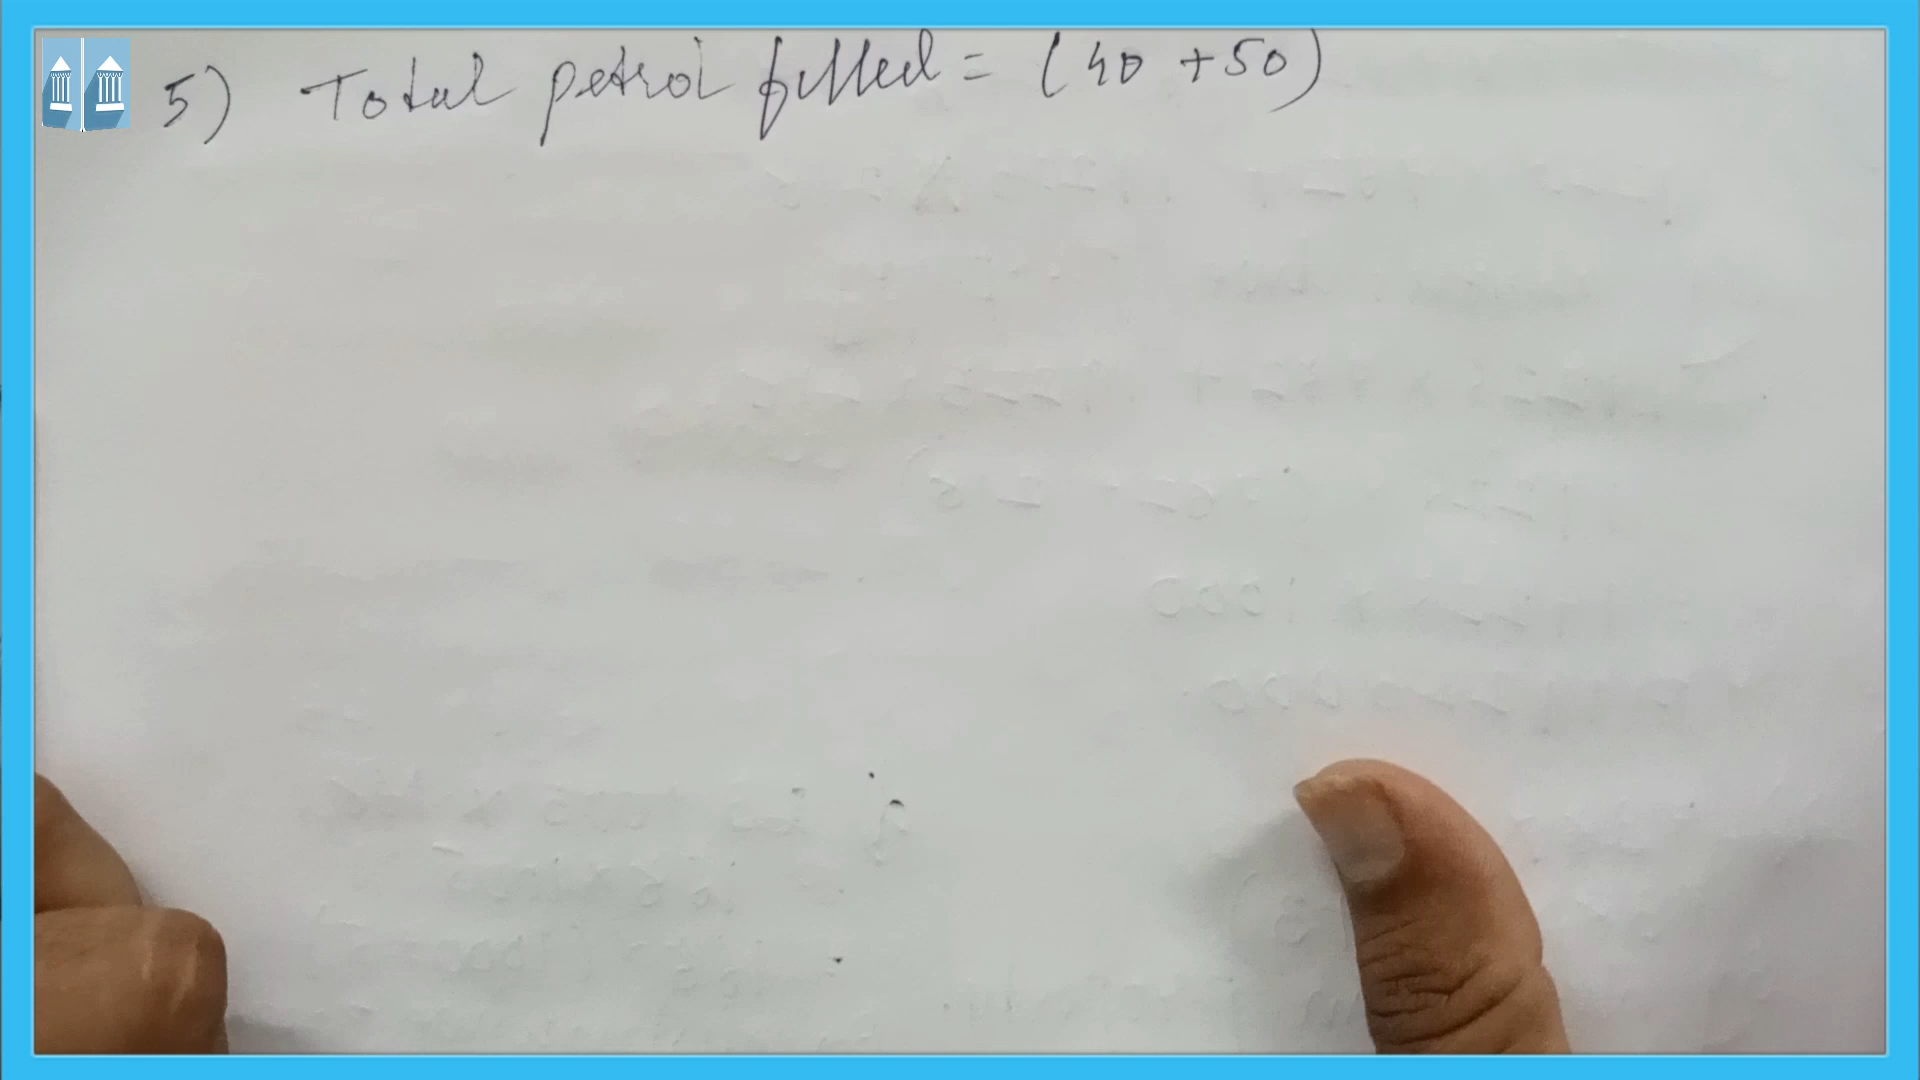 5) Total petrol filled = (40 +50)